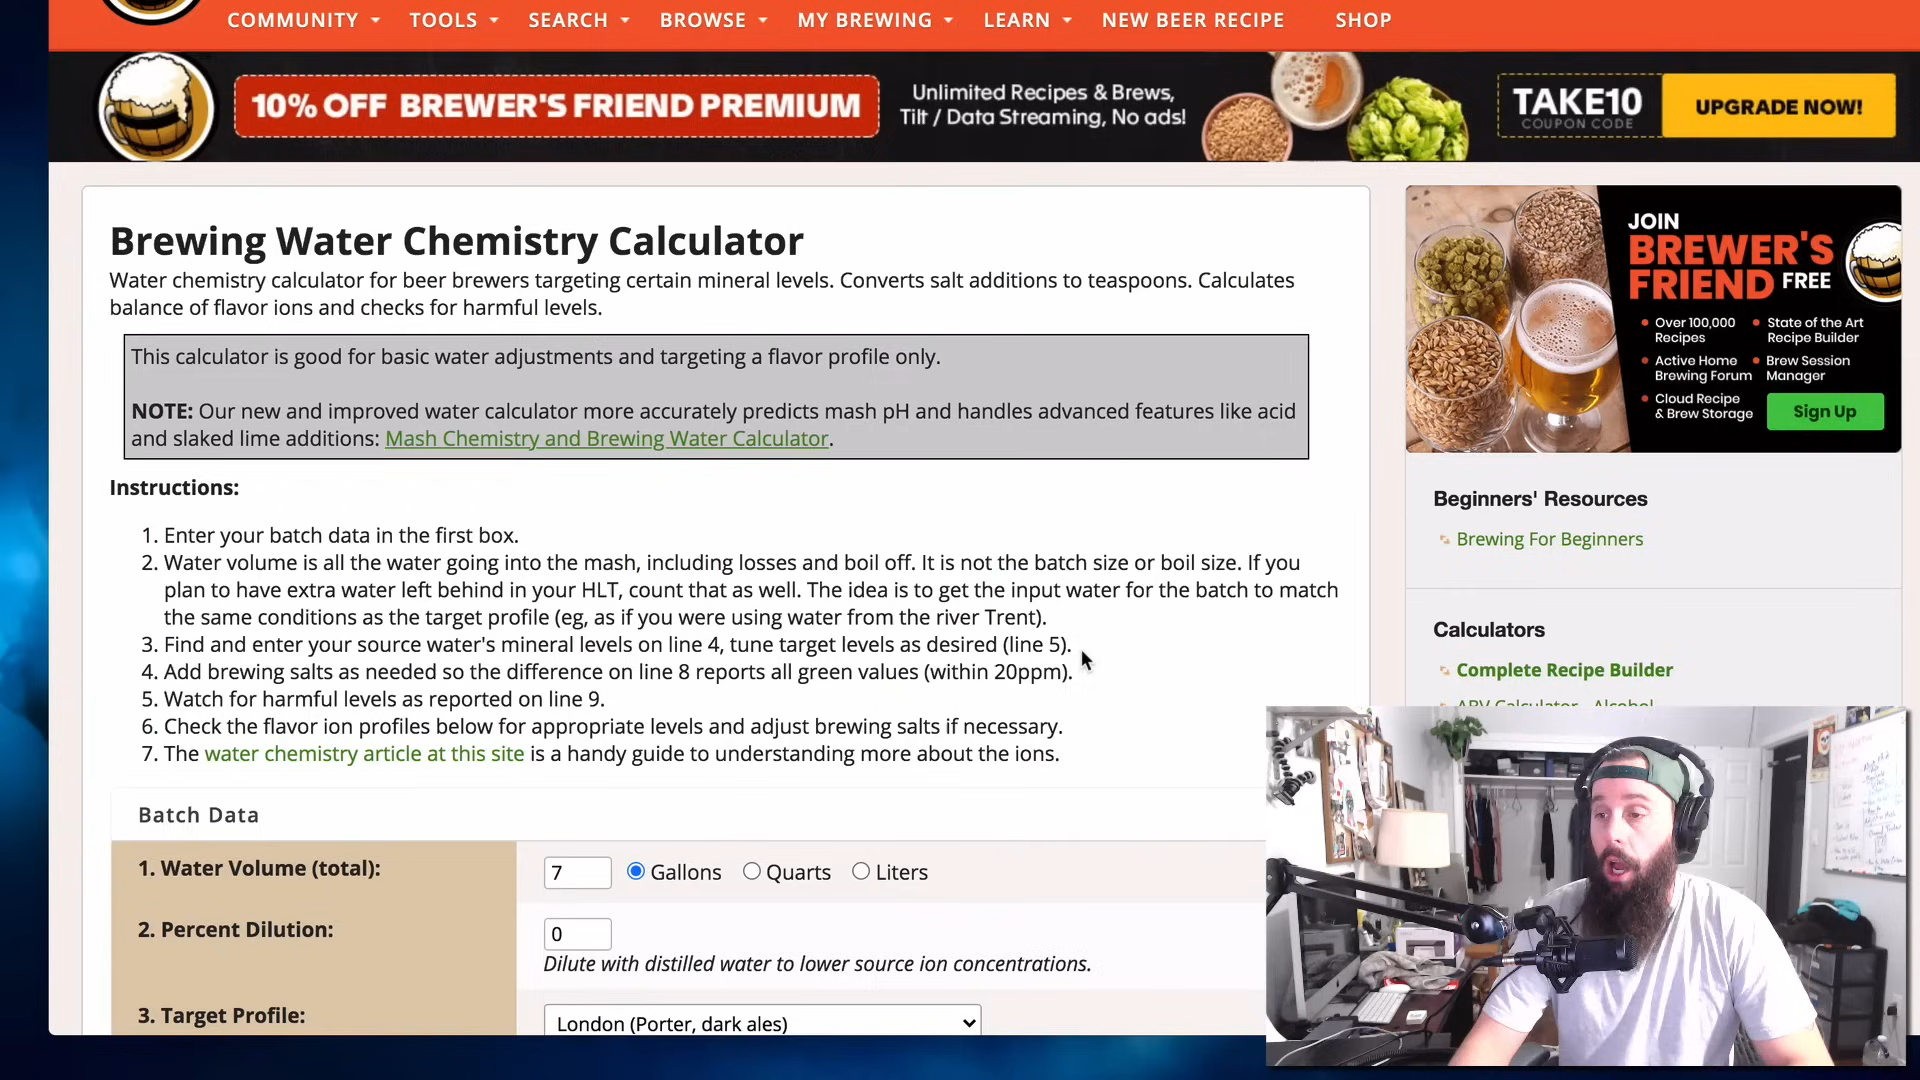 COMMUNITY TOOLS SEARCH BROWSE MY BREWING LEARN NEW BEER RECIPE SHOP
10% OFF BREWER'S FRIEND PREMIUM
Unlimited Recipes & Brews,
Tilt / Data Streaming, No ads!
TAKE10
COUPON CODE
UPGRADE NOW!
Brewing Water Chemistry Calculator
Water chemistry calculator for beer brewers targeting certain mineral levels. Converts salt additions to teaspoons. Calculates
balance of flavor ions and checks for harmful levels.
This calculator is good for basic water adjustments and targeting a flavor profile only.
NOTE: Our new and improved water calculator more accurately predicts mash pH and handles advanced features like acid
and slaked lime additions: Mash Chemistry and Brewing Water Calculator.
Instructions:
1. Enter your batch data in the first box.
2. Water volume is all the water going into the mash, including losses and boil off. It is not the batch size or boil size. If you
plan to have extra water left behind in your HLT, count that as well. The idea is to get the input water for the batch to match
the same conditions as the target profile (eg, as if you were using water from the river Trent).
3. Find and enter your source water's mineral levels on line 4, tune target levels as desired (line 5).
4. Add brewing salts as needed so the difference on line 8 reports all green values (within 20ppm).
5. Watch for harmful levels as reported on line 9.
6. Check the flavor ion profiles below for appropriate levels and adjust brewing salts if necessary.
7. The water chemistry article at this site is a handy guide to understanding more about the ions.
Batch Data
1. Water Volume (total):
7 Gallons Quarts Liters
2. Percent Dilution:
0
Dilute with distilled water to lower source ion concentrations.
3. Target Profile:
London (Porter, dark ales)
JOIN
BREWER'S
FRIEND FREE
Over 100,000
Recipes
State of the Art
Recipe Builder
Active Home
Brewing Forum
Brew Session
Manager
Cloud Recipe
& Brew Storage
Sign Up
Beginners' Resources
Brewing For Beginners
Calculators
Complete Recipe Builder
ABV Calculator - Alcohol